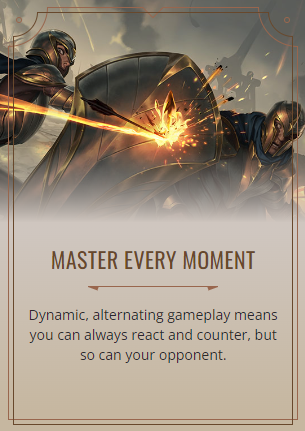 MASTER EVERY MOMENT
Dynamic, alternating gameplay means
you can always react and counter, but
so can your opponent.